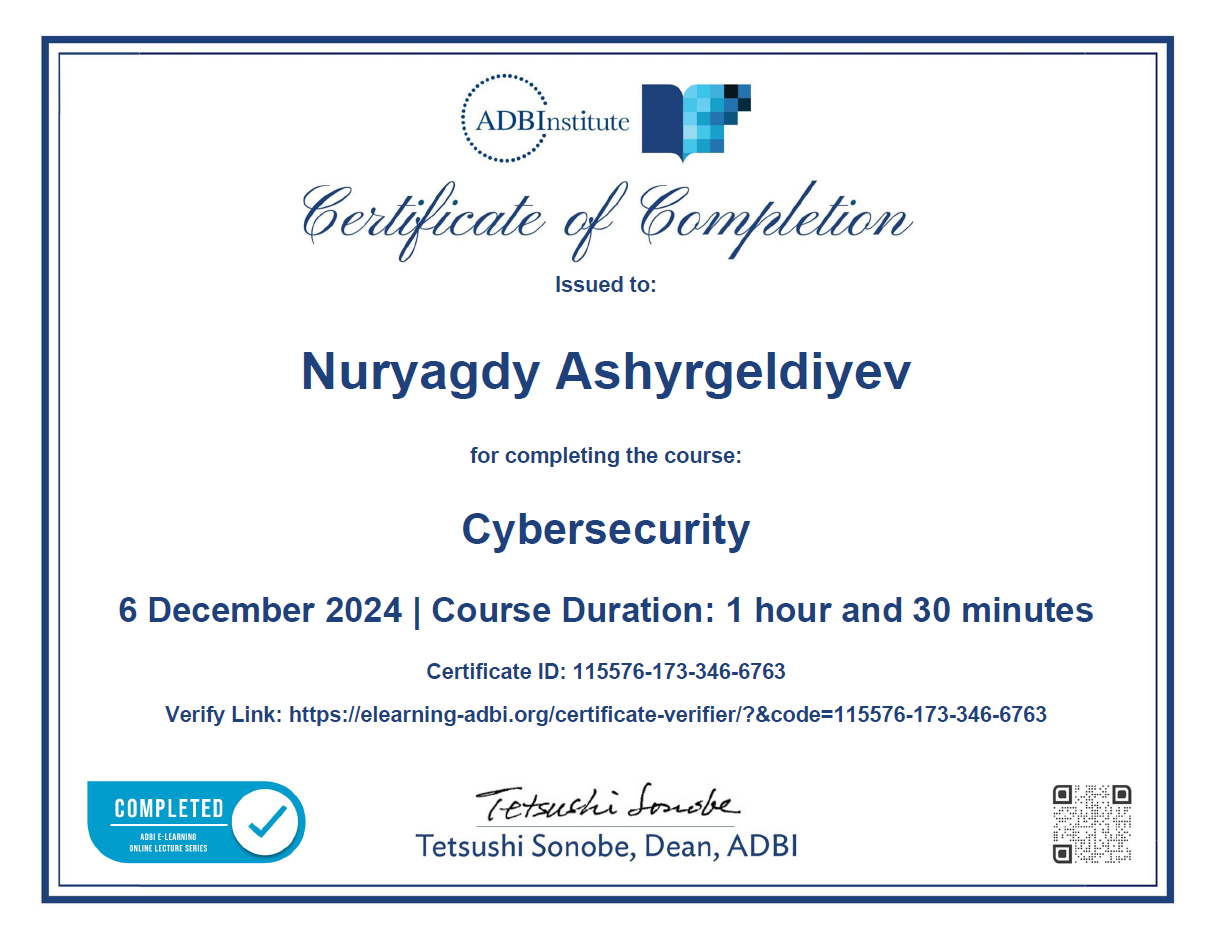 ADBInstitute
Certificate of Completion
Issued to:
Nuryagdy Ashyrgeldiyev
for completing the course:
Cybersecurity
6 December 2024 | Course Duration: 1 hour and 30 minutes
Certificate ID: 115576-173-346-6763
Verify Link: https://elearning-adbi.org/certificate-verifier/?&code=115576-173-346-6763
COMPLETED
ADBI E-LEARNING
ONLINE LECTURE SERIES
Tetsushi Sonobe
Tetsushi Sonobe, Dean, ADBI